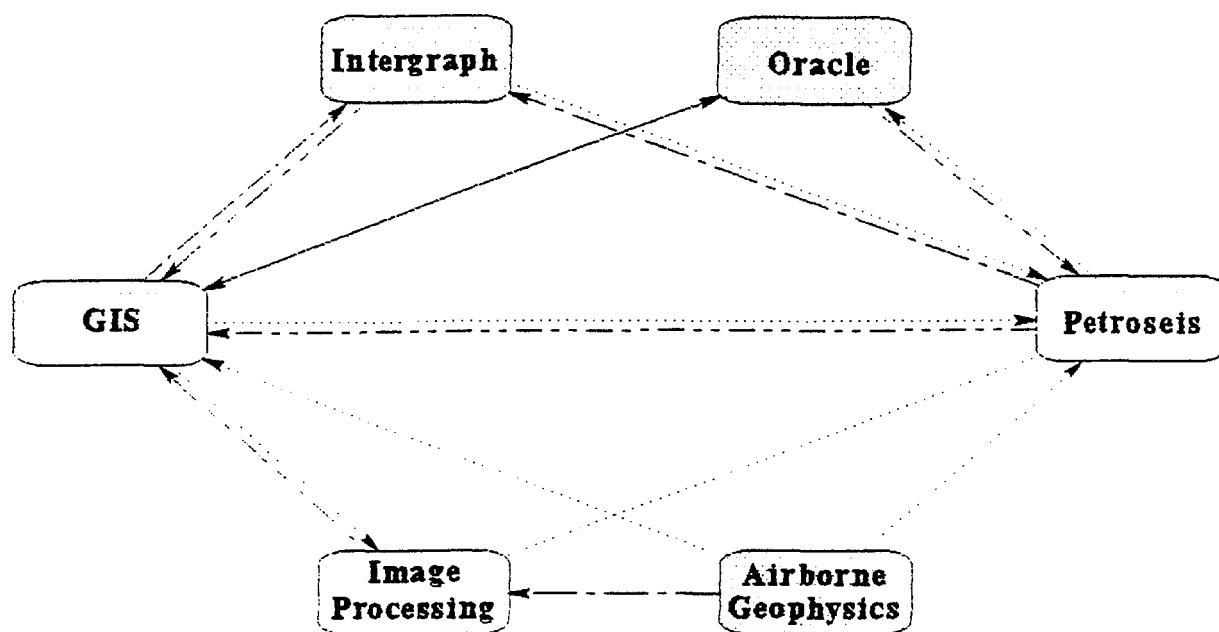 Intergraph
Oracle
GIS
Petroseis
Image
Processing
Airborne
Geophysics